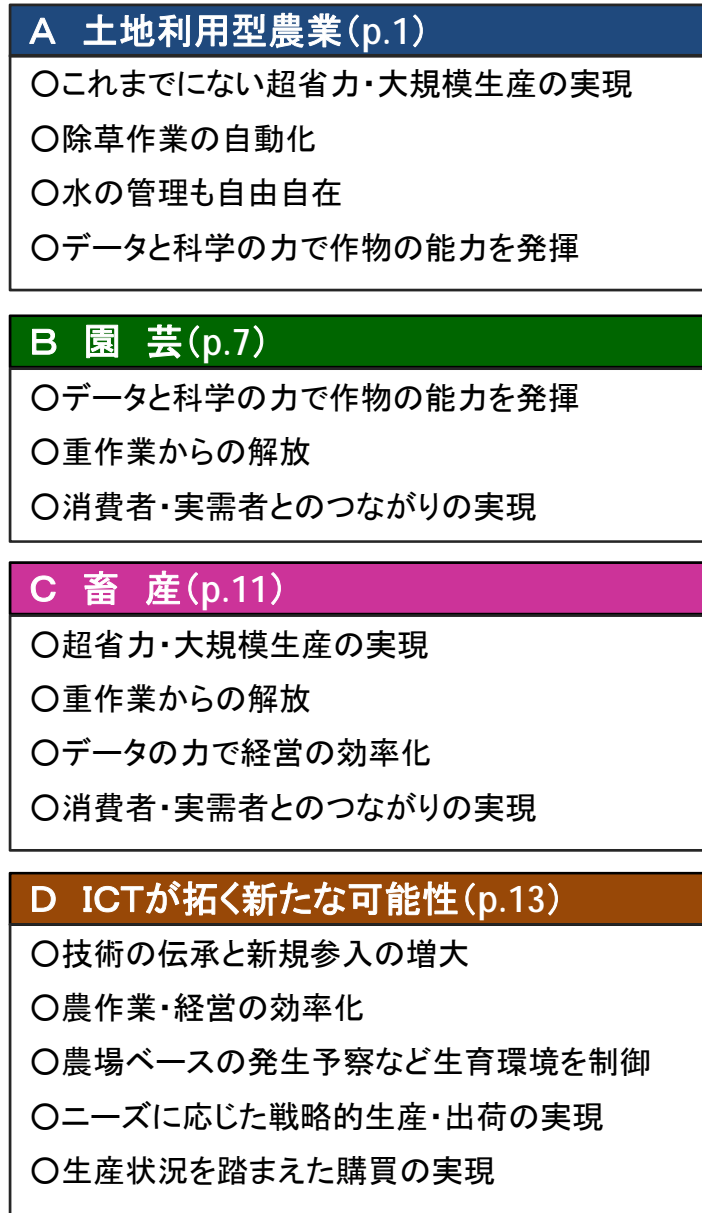 A 土地利用型農業(p.1)
○これまでにない超省力・大規模生産の実現
○除草作業の自動化
○水の管理も自由自在
○データと科学の力で作物の能力を発揮
B 園 芸(p.7)
○データと科学の力で作物の能力を発揮
○重作業からの解放
○消費者・実需者とのつながりの実現
C 畜 産(p.11)
○超省力・大規模生産の実現
○重作業からの解放
○データの力で経営の効率化
○消費者・実需者とのつながりの実現
D ICTが拓く新たな可能性(p.13)
○技術の伝承と新規参入の増大
○農作業・経営の効率化
○農場ベースの発生予察など生育環境を制御
○ニーズに応じた戦略的生産・出荷の実現
○生産状況を踏まえた購買の実現